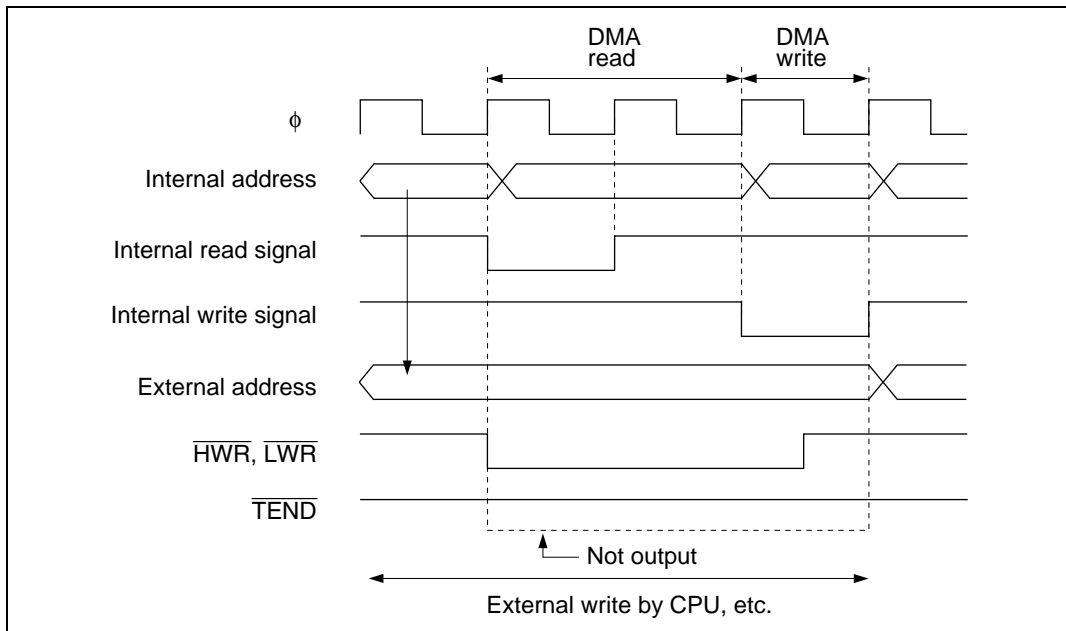 DMA
read
DMA
write
ϕ
Internal address
Internal read signal
Internal write signal
External address
HWR, LWR
TEND
Not output
External write by CPU, etc.